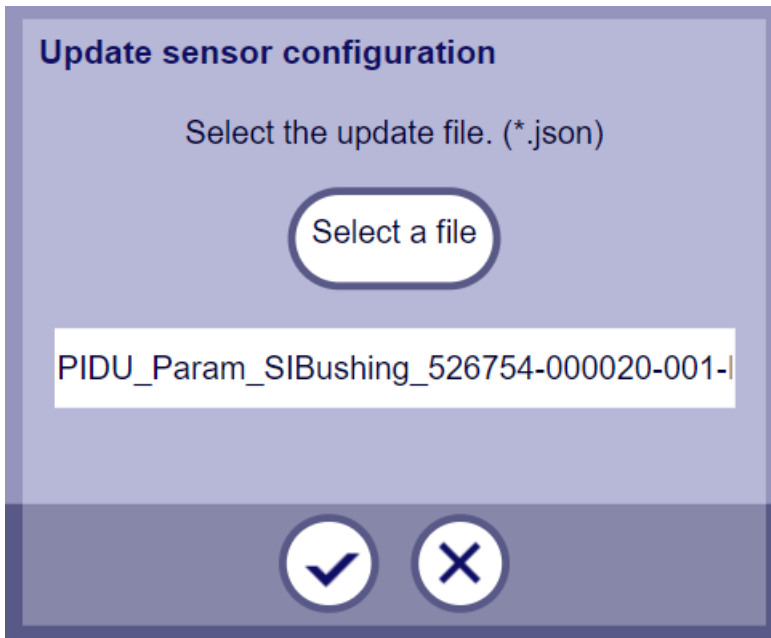 Update sensor configuration
Select the update file. (*.json)
Select a file
PIDU_Param_SIBushing_526754-000020-001-